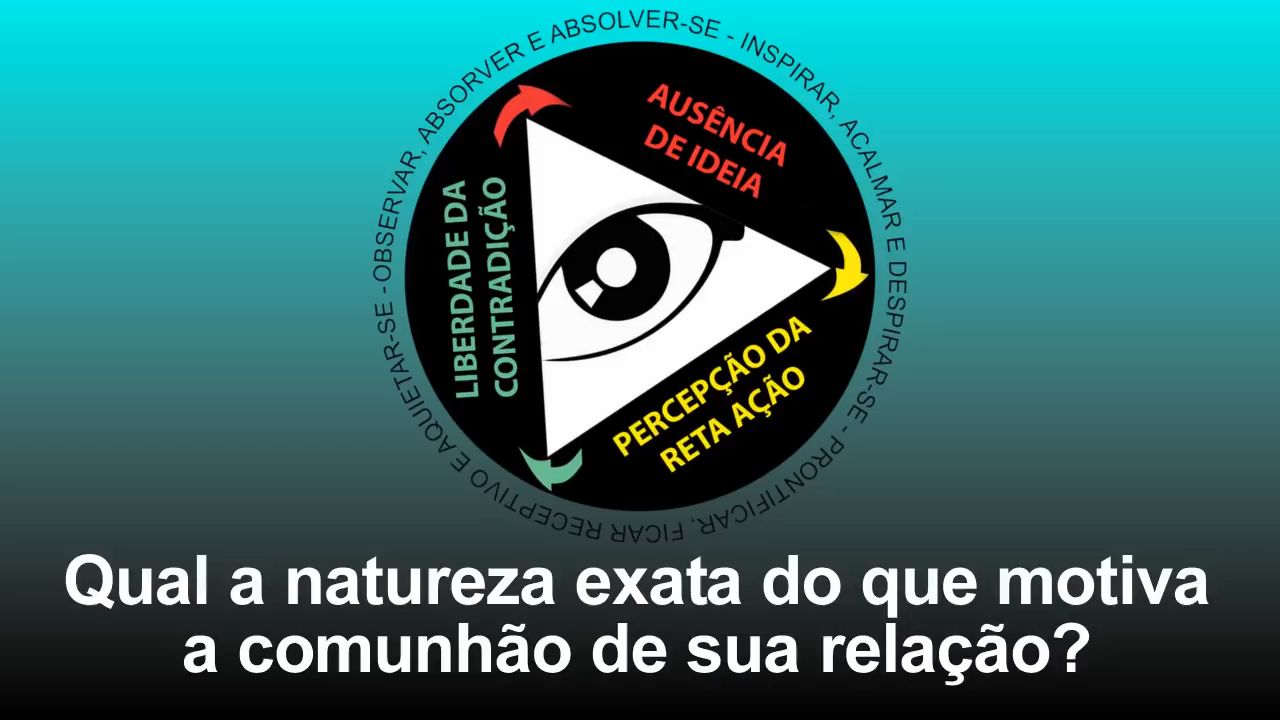 OBSERVAR, ABSORVER E ABSOLVER-SE - INSPIRAR, ACALMAR E DESPIRAR-SE - PRONTIFICAR, FICAR RECEPTIVO E AQUIETAR-SE -
AUSÊNCIA
DE IDEIA
LIBERDADE DA
CONTRADIÇÃO
PERCEPÇÃO DA
RETA AÇÃO
Qual a natureza exata do que motiva
a comunhão de sua relação?